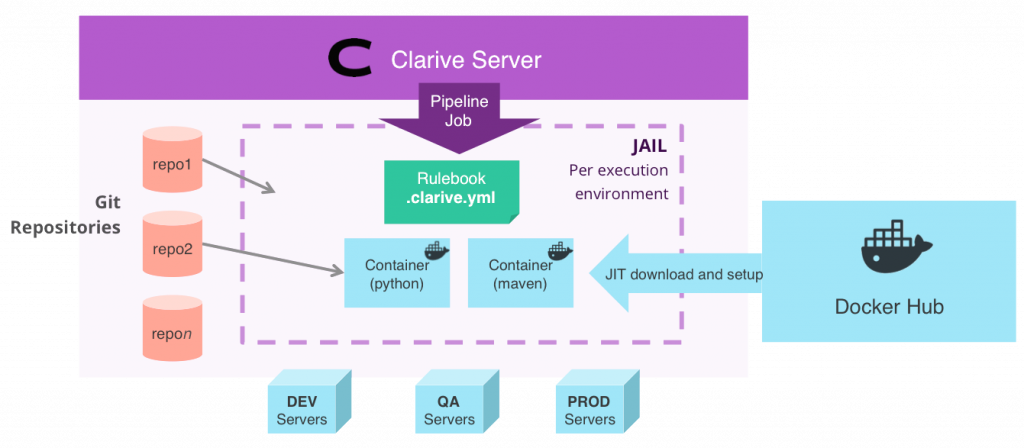 Clarive Server
Pipeline
Job
JAIL
Per execution
environment
Rulebook
.clarive.yml
Git
Repositories
repo1
repo2
repon
Container
(python)
Container
(maven)
JIT download and setup
Docker Hub
DEV
Servers
QA
Servers
PROD
Servers